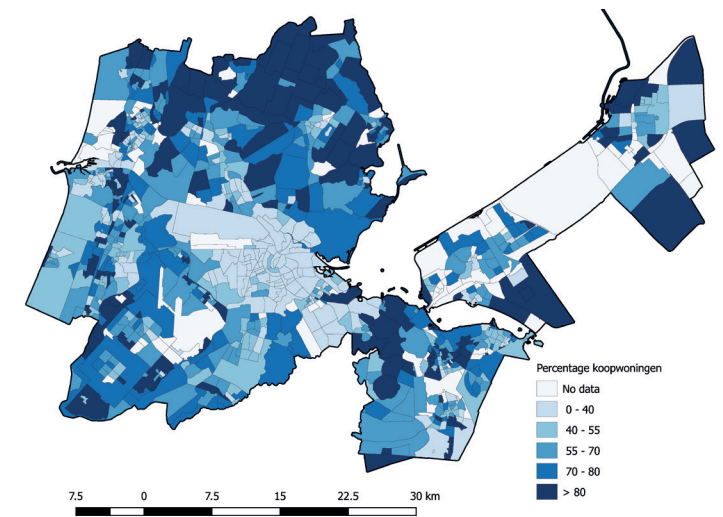 Percentage koopwoningen
No data
0 - 40
40 - 55
55 - 70
70 - 80
> 80
7.5 0 7.5 15 22.5 30 km